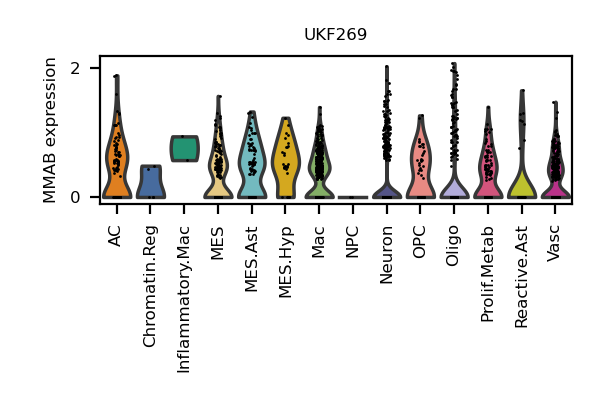 UKF269
MMAB expression
2
0
AC
Chromatin.Reg
Inflammatory.Mac
MES
MES.Ast
MES.Hyp
Mac
NPC
Neuron
OPC
Oligo
Prolif.Metab
Reactive.Ast
Vasc